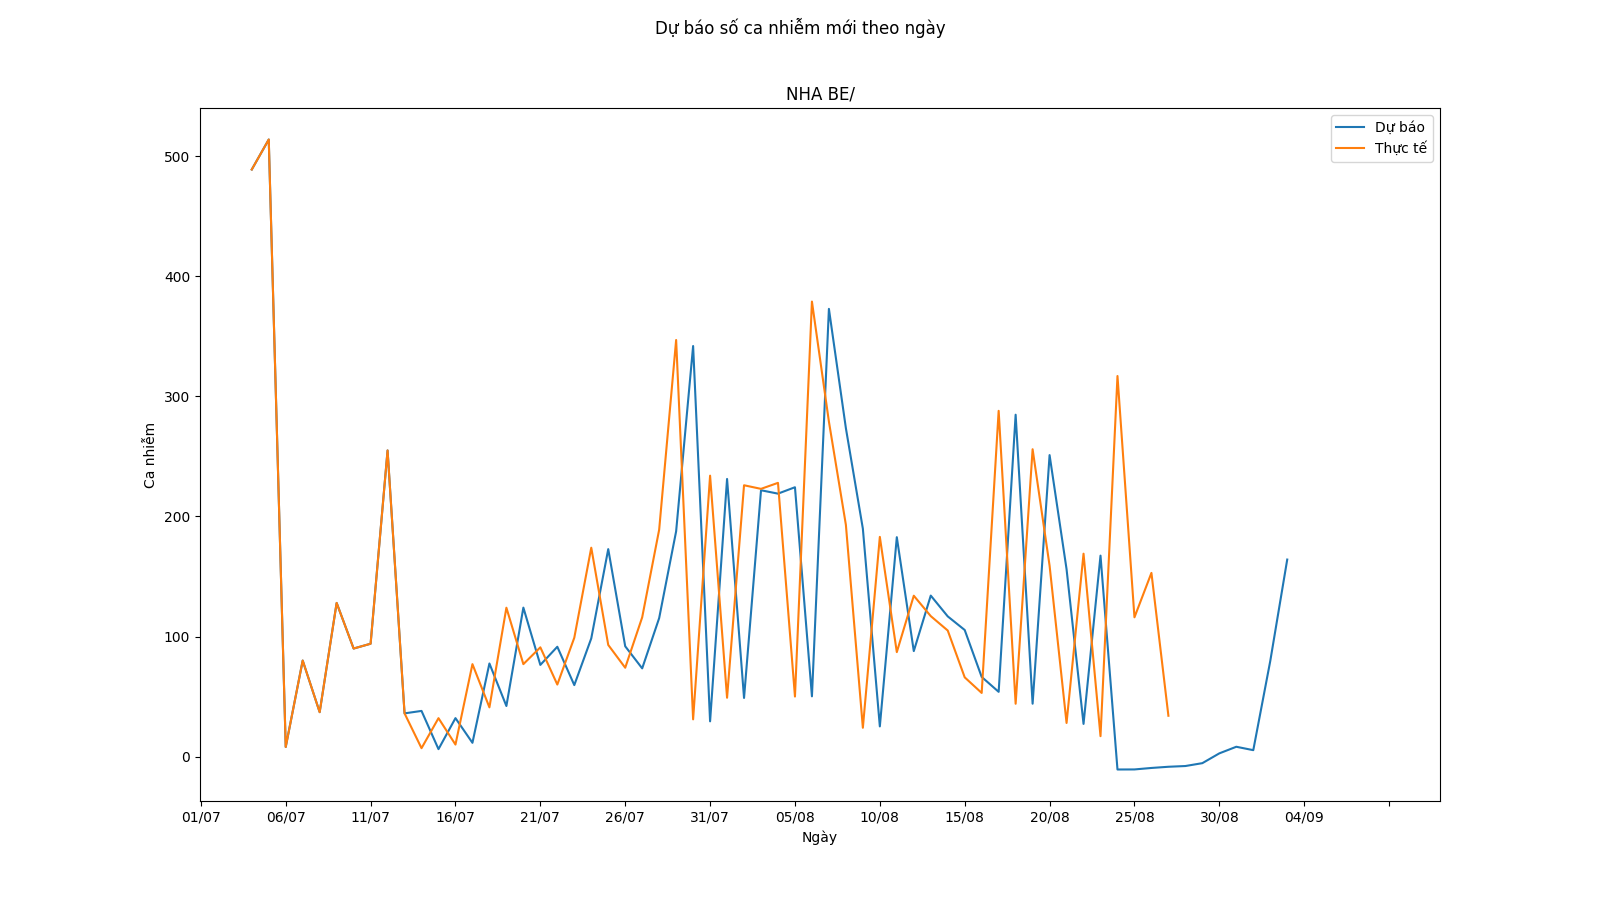 Dự báo số ca nhiễm mới theo ngày
NHA BE/
Dự báo
Thực tế
500
400
300
200
100
0
Ca nhiễm
01/07 06/07 11/07 16/07 21/07 26/07 31/07 05/08 10/08 15/08 20/08 25/08 30/08 04/09
Ngày